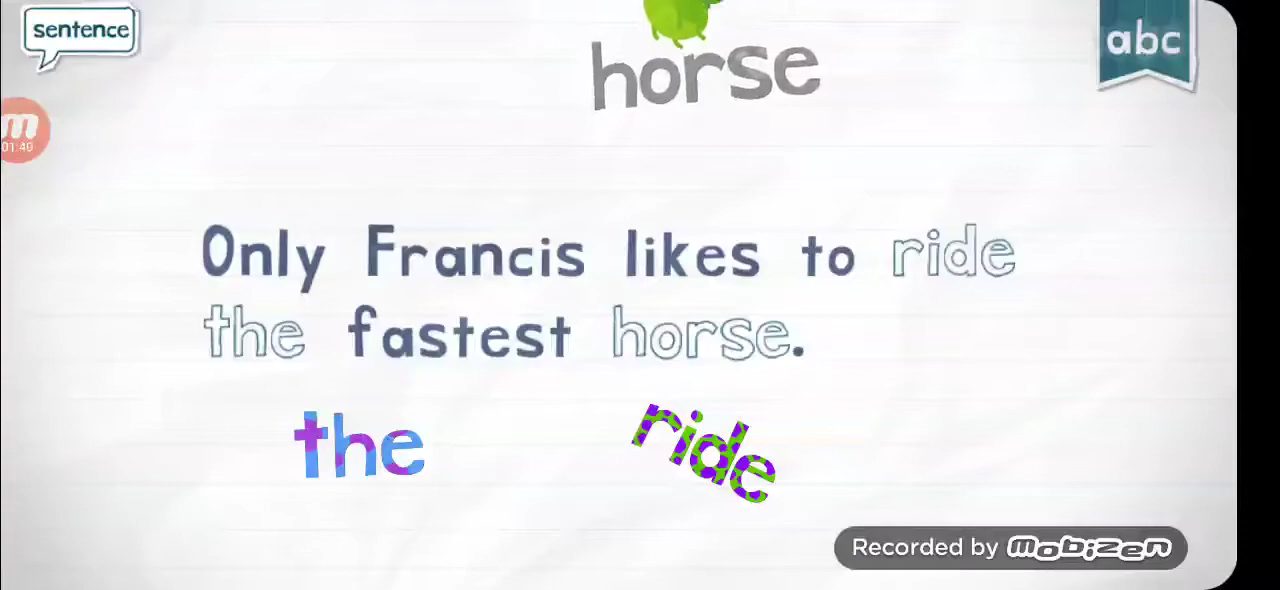 sentence
horse
abc
m
01:40
Only Francis likes to ride
the fastest horse.
the
ride
Recorded by mobizen